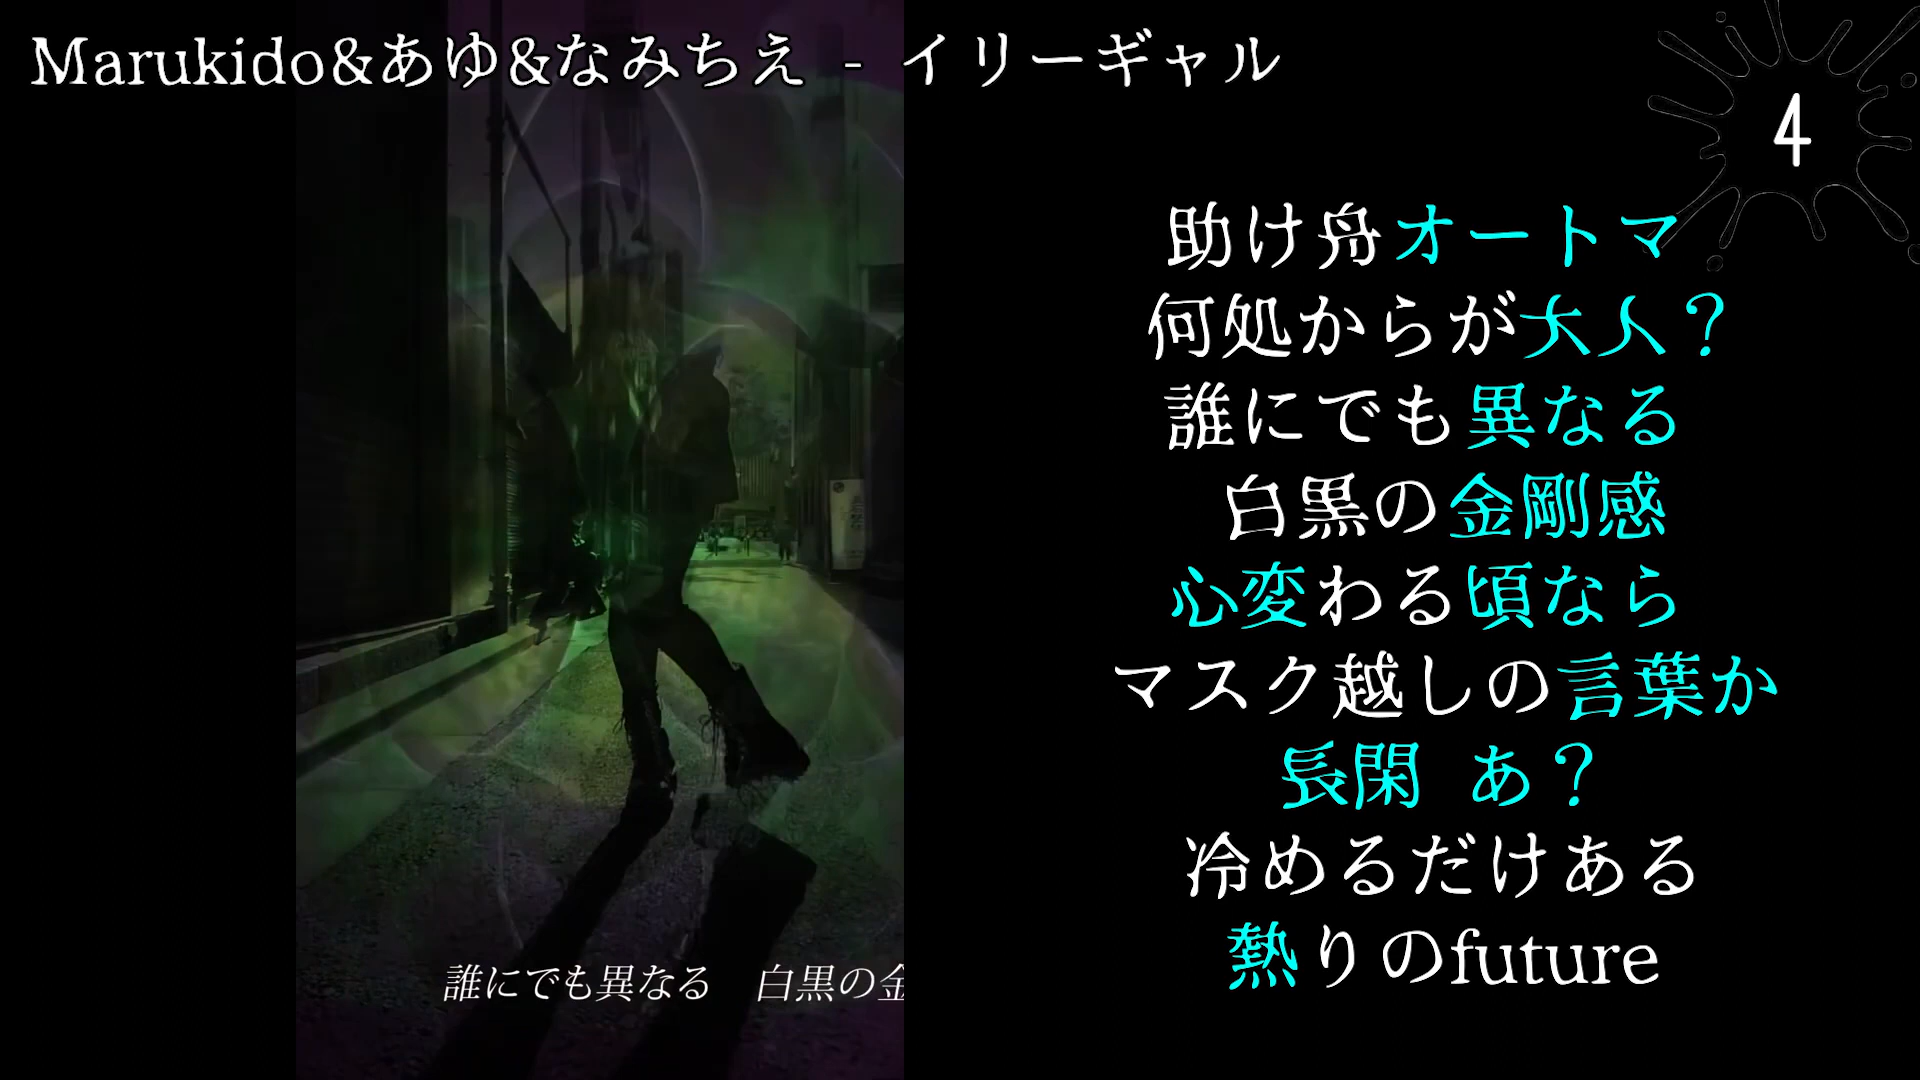 Marukido&あゆ&なみちえ - イリーギャル
4
助け舟オートマ
何処からが大人？
誰にでも異なる
白黒の金剛感
心変わる頃なら
マスク越しの言葉か
長閑 あ？
冷めるだけある
熱りのfuture
誰にでも異なる 白黒の金